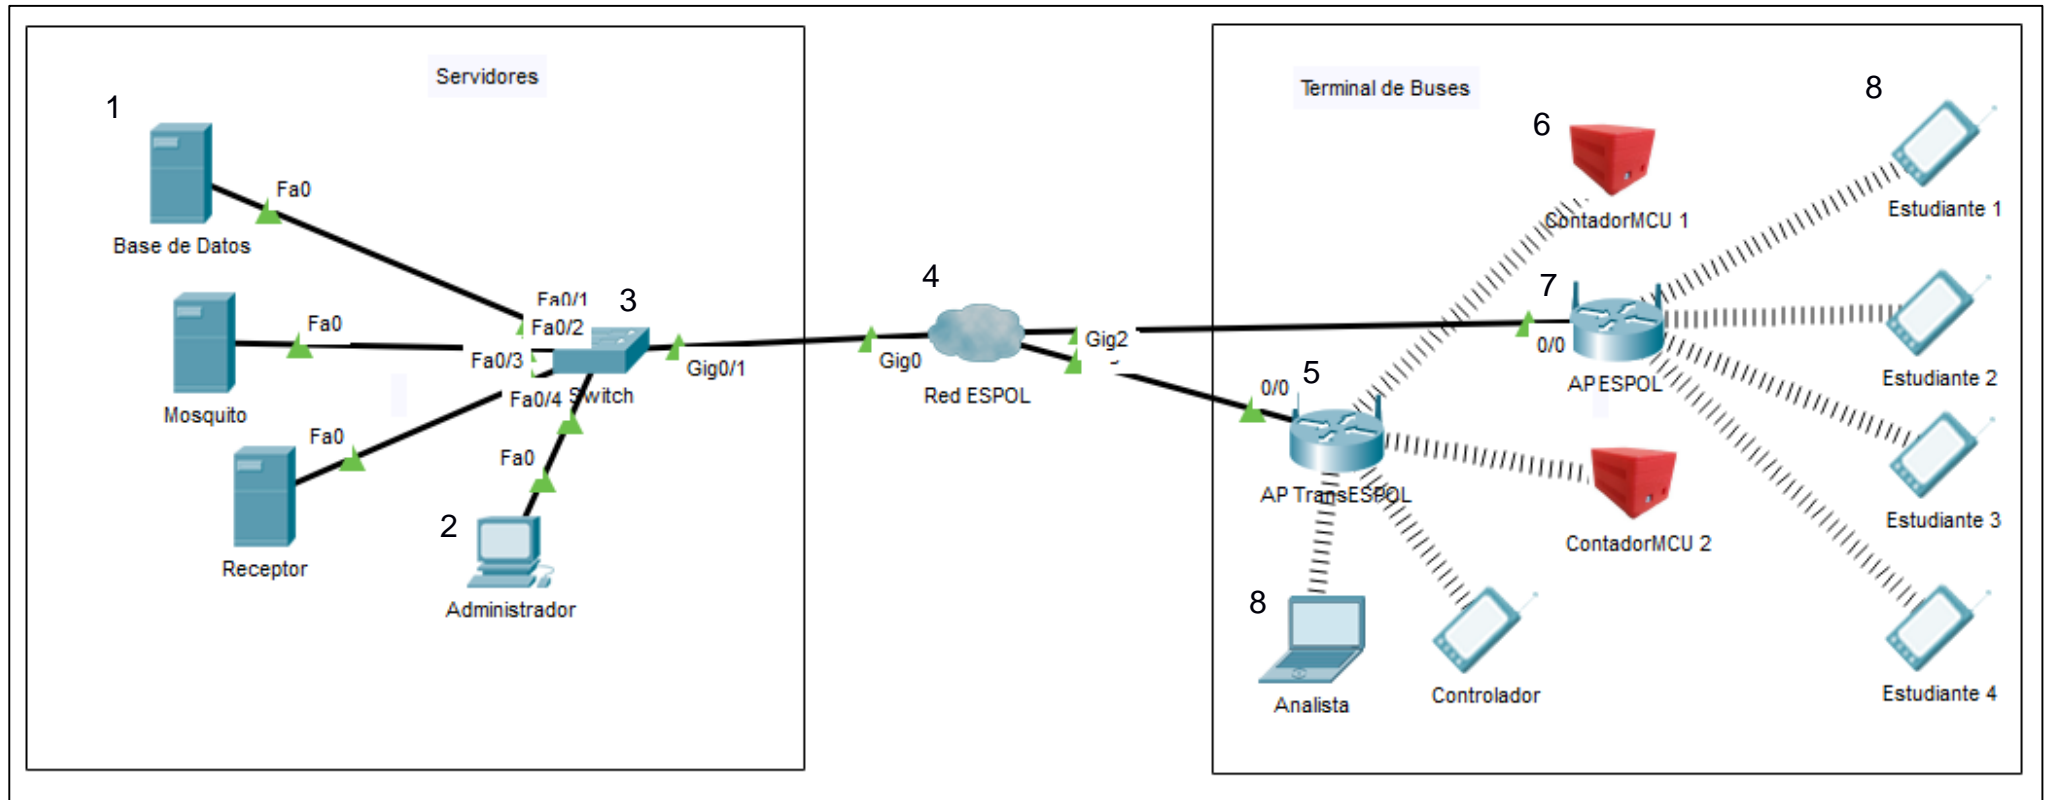 Servidores
Terminal de Buses
1
Fa0
Base de Datos
Fa0
Mosquito
Fa0
Receptor
2
Fa0
Administrador
Fa0/1
Fa0/2
Fa0/3
Fa0/4
3
Switch
Gig0/1
4
Gig0
Gig2
Red ESPOL
5
0/0
AP TransESPOL
6
ContadorMCU 1
7
0/0
AP ESPOL
ContadorMCU 2
8
Analista
Controlador
8
Estudiante 1
Estudiante 2
Estudiante 3
Estudiante 4